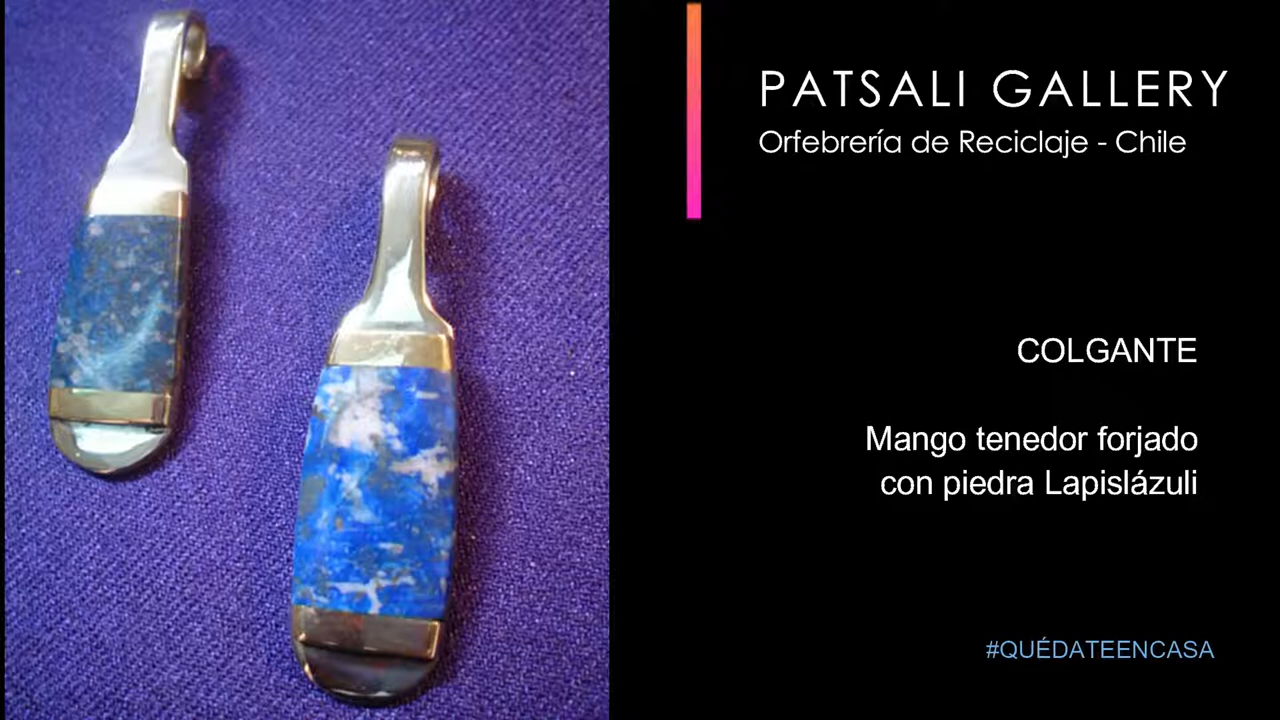 PATSALI GALLERY
Orfebrería de Reciclaje - Chile
COLGANTE
Mango tenedor forjado
con piedra Lapislázuli
#QUÉDATEENCASA